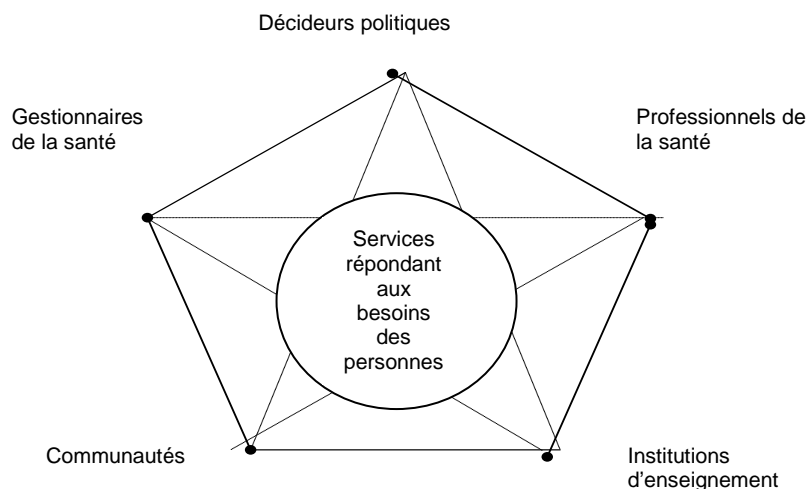 Décideurs politiques
Gestionnaires
de la santé
Professionnels de
la santé
Services
répondant
aux
besoins
des
personnes
Communautés
Institutions
d'enseignement